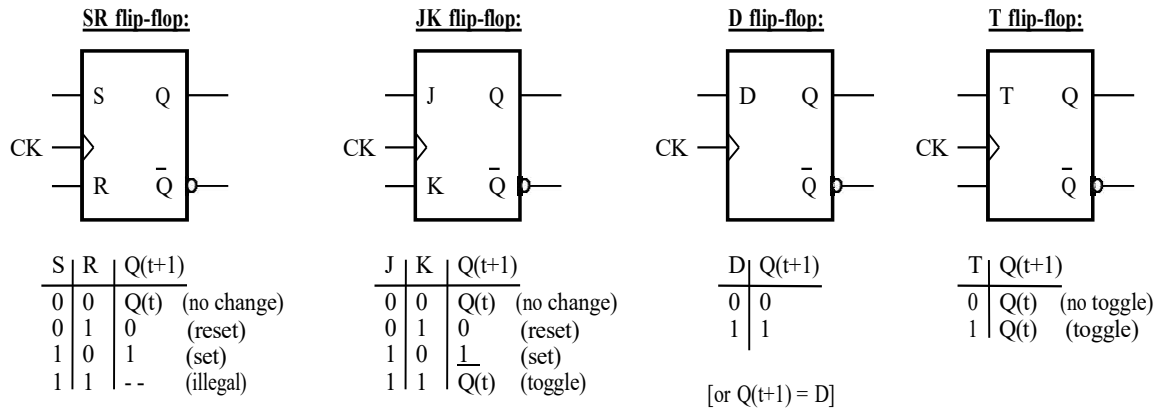 SR flip-flop:
JK flip-flop:
D flip-flop:
T flip-flop:
S Q
CK
R Q̅
J Q
CK
K Q̅
D Q
CK
Q̅
T Q
CK
Q̅
S R Q(t+1)
0 0 Q(t) (no change)
0 1 0 (reset)
1 0 1 (set)
1 1 - - (illegal)
J K Q(t+1)
0 0 Q(t) (no change)
0 1 0 (reset)
1 0 1 (set)
1 1 Q̅(t) (toggle)
D Q(t+1)
0 0
1 1
[or Q(t+1) = D]
T Q(t+1)
0 Q(t) (no toggle)
1 Q(t) (toggle)